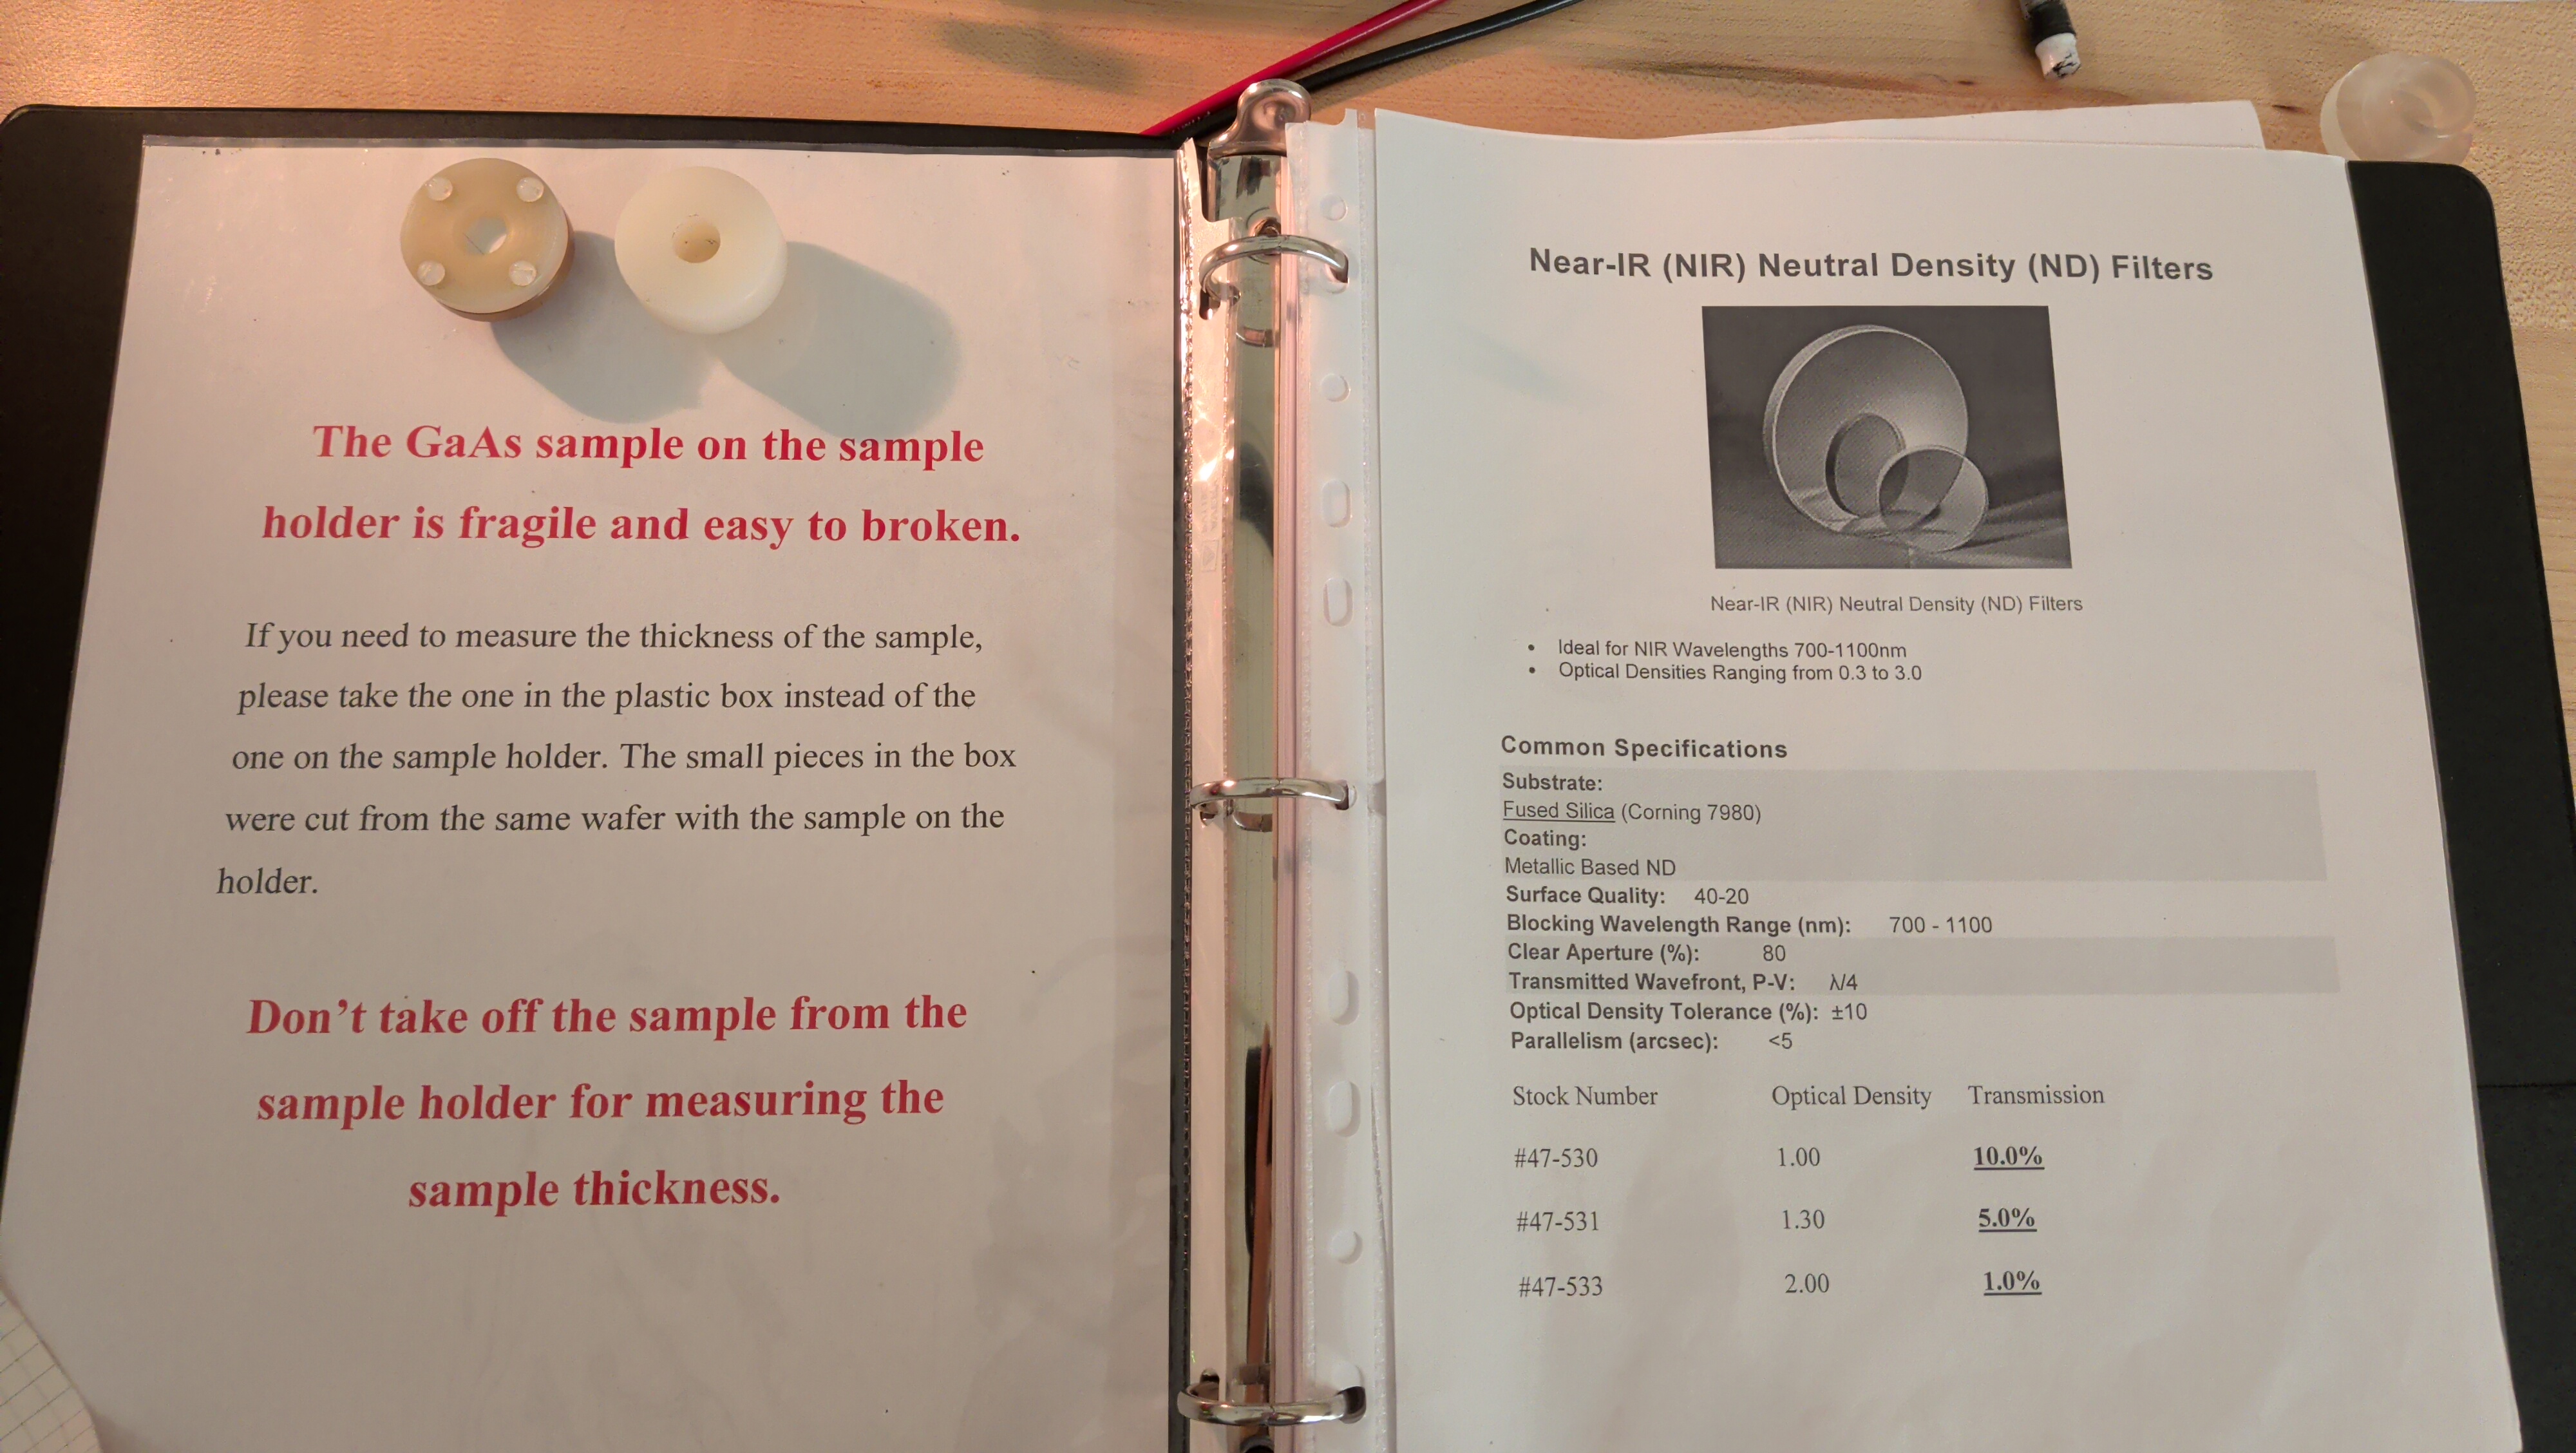 The GaAs sample on the sample
holder is fragile and easy to broken.
If you need to measure the thickness of the sample,
please take the one in the plastic box instead of the
one on the sample holder. The small pieces in the box
were cut from the same wafer with the sample on the
holder.
Don’t take off the sample from the
sample holder for measuring the
sample thickness.
Near-IR (NIR) Neutral Density (ND) Filters
Near-IR (NIR) Neutral Density (ND) Filters
• Ideal for NIR Wavelengths 700-1100nm
• Optical Densities Ranging from 0.3 to 3.0
Common Specifications
Substrate:
Fused Silica (Corning 7980)
Coating:
Metallic Based ND
Surface Quality: 40-20
Blocking Wavelength Range (nm): 700 - 1100
Clear Aperture (%): 80
Transmitted Wavefront, P-V: λ/4
Optical Density Tolerance (%): ±10
Parallelism (arcsec): <5
Stock Number Optical Density Transmission
#47-530 1.00 10.0%
#47-531 1.30 5.0%
#47-533 2.00 1.0%